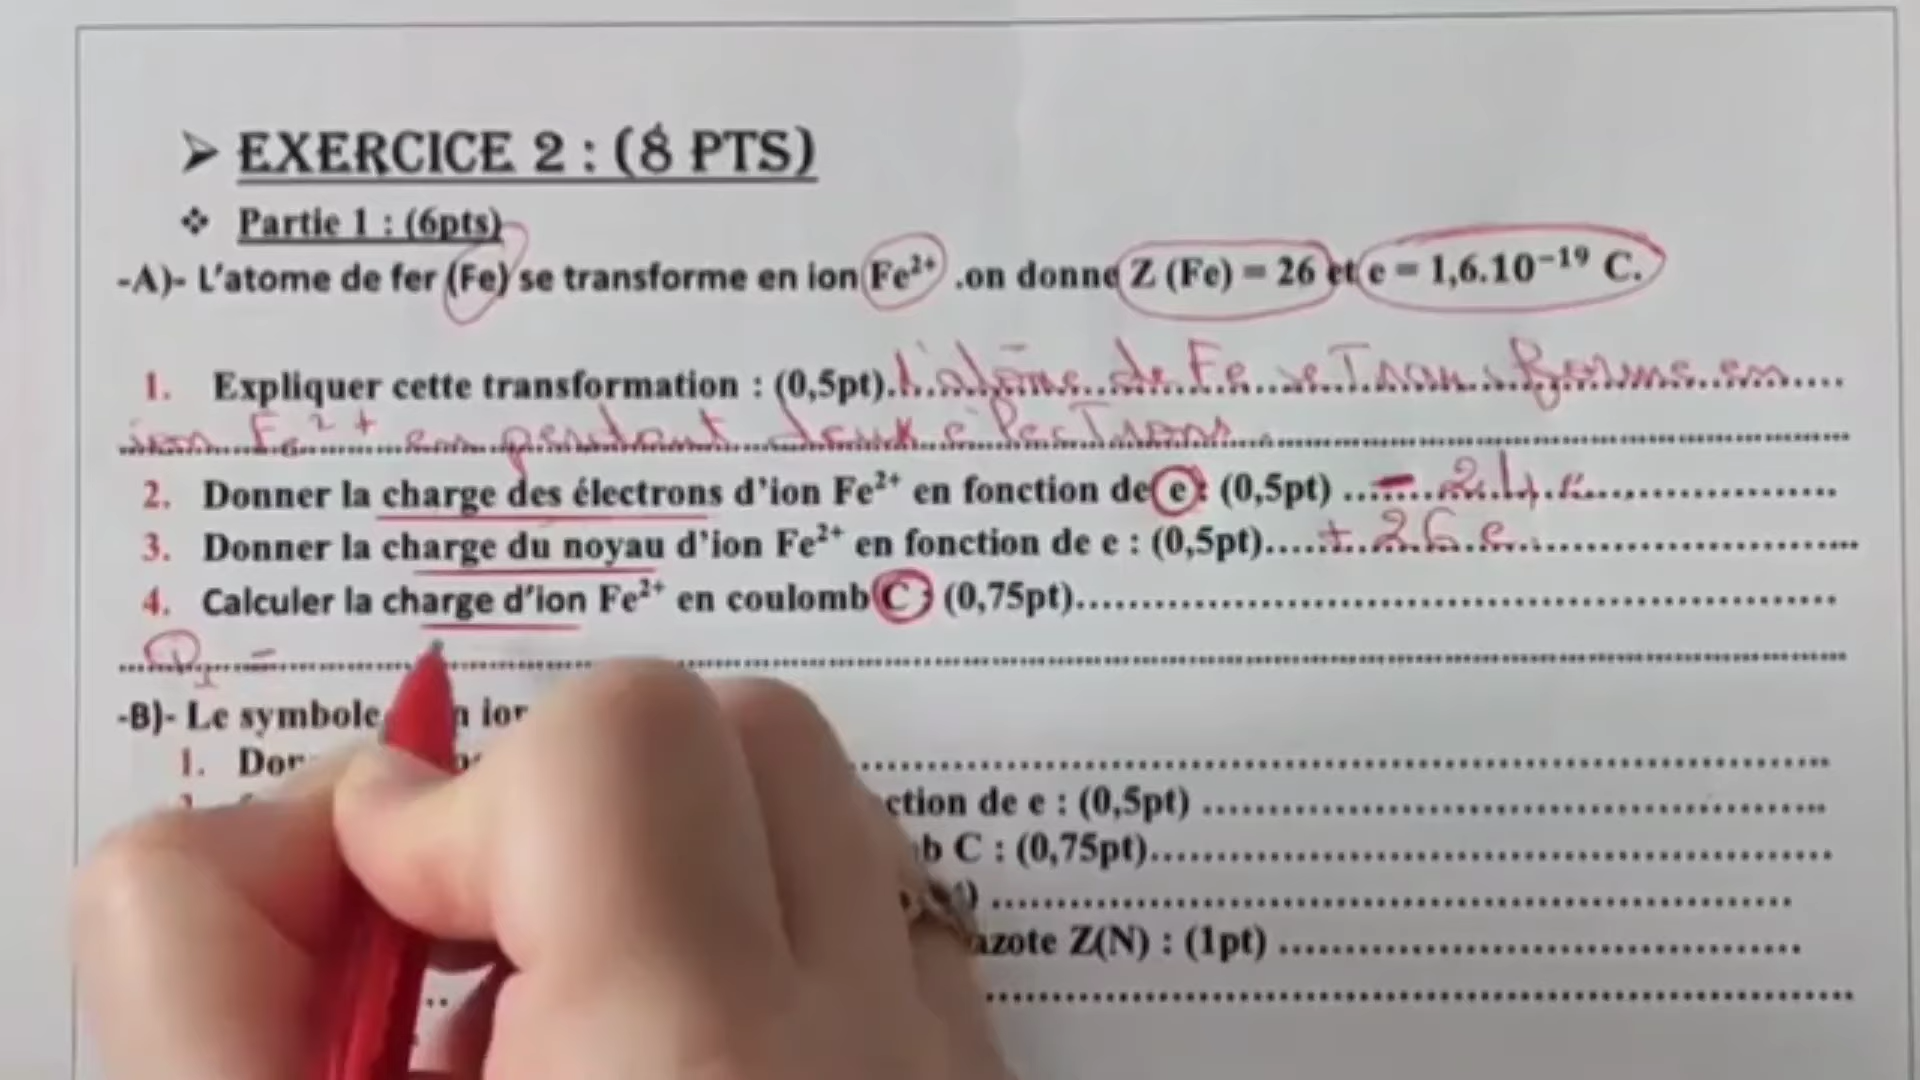 ➤ EXERCICE 2 : (8 PTS)
❖ Partie 1 : (6pts)
-A)- L'atome de fer (Fe) se transforme en ion Fe²⁺ .on donne Z (Fe) = 26 et e = 1,6.10⁻¹⁹ C.
1. Expliquer cette transformation : (0,5pt). L'atome de Fe se Transforme en
ion Fe²⁺ en perdant deux électrons.
2. Donner la charge des électrons d'ion Fe²⁺ en fonction de e : (0,5pt) ... - 24 e
3. Donner la charge du noyau d'ion Fe²⁺ en fonction de e : (0,5pt).... + 26 e.
4. Calculer la charge d'ion Fe²⁺ en coulomb C : (0,75pt)....
=
-B)- Le symbole
1.
ction de e : (0,5pt) ....
b C : (0,75pt)....
) ....
azote Z(N) : (1pt) ....